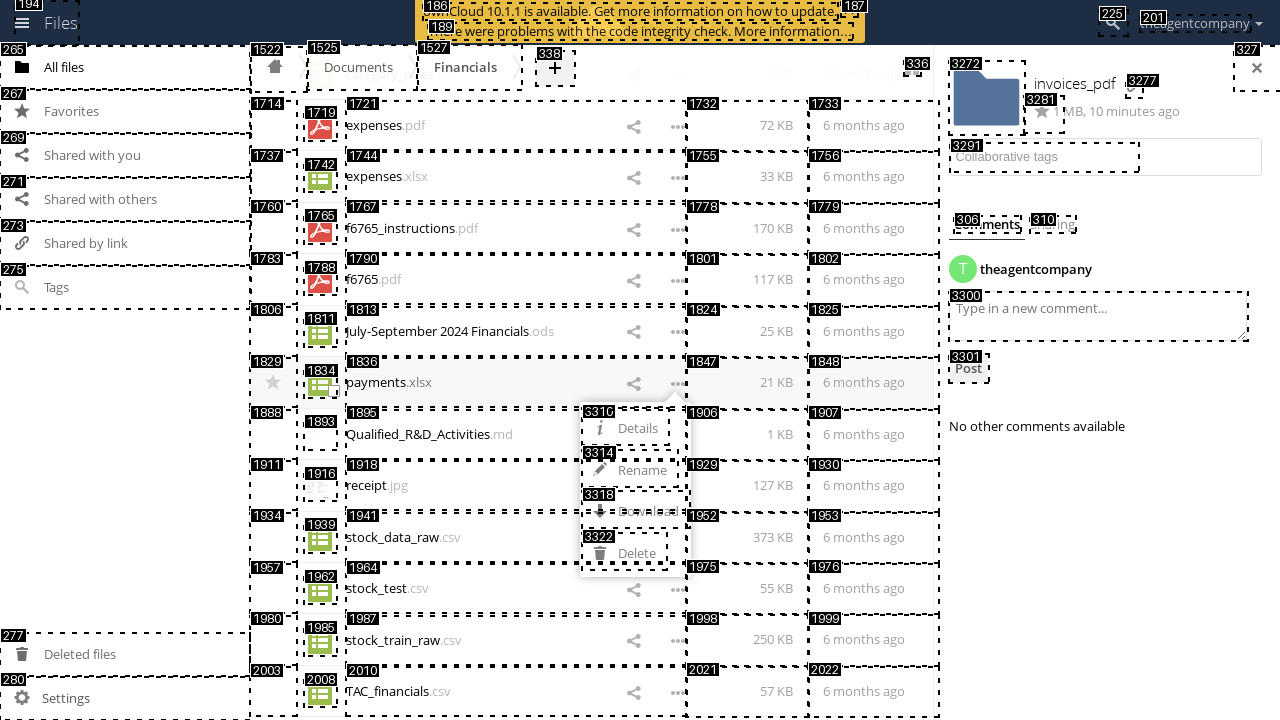 194
Files
186
ownCloud 10.1.1 is available. Get more information on how to update.
187
189
There were problems with the code integrity check. More information…
225
201
theagentcompany
265
All files
267
Favorites
269
Shared with you
271
Shared with others
273
Shared by link
275
Tags
277
Deleted files
280
Settings
1522
1525
Documents
1527
Financials
338
+
336
327
1714
1719
1721
expenses.pdf
1732
72 KB
1733
6 months ago
1737
1742
1744
expenses.xlsx
1755
33 KB
1756
6 months ago
1760
1765
1767
f6765_instructions.pdf
1778
170 KB
1779
6 months ago
1783
1788
1790
f6765.pdf
1801
117 KB
1802
6 months ago
1806
1811
1813
July-September 2024 Financials.ods
1824
25 KB
1825
6 months ago
1829
1834
1836
payments.xlsx
1847
21 KB
1848
6 months ago
1888
1893
1895
Qualified_R&D_Activities.md
1906
1 KB
1907
6 months ago
1911
1916
1918
receipt.jpg
1929
127 KB
1930
6 months ago
1934
1939
1941
stock_data_raw.csv
1952
373 KB
1953
6 months ago
1957
1962
1964
stock_test.csv
1975
55 KB
1976
6 months ago
1980
1985
1987
stock_train_raw.csv
1998
250 KB
1999
6 months ago
2003
2008
2010
TAC_financials.csv
2021
57 KB
2022
6 months ago
3310
Details
3314
Rename
3318
Download
3322
Delete
3272
invoices_pdf
3277
3281
1 MB, 10 minutes ago
3291
Collaborative tags
306
Comments
310
Sharing
T
theagentcompany
3300
Type in a new comment...
3301
Post
No other comments available